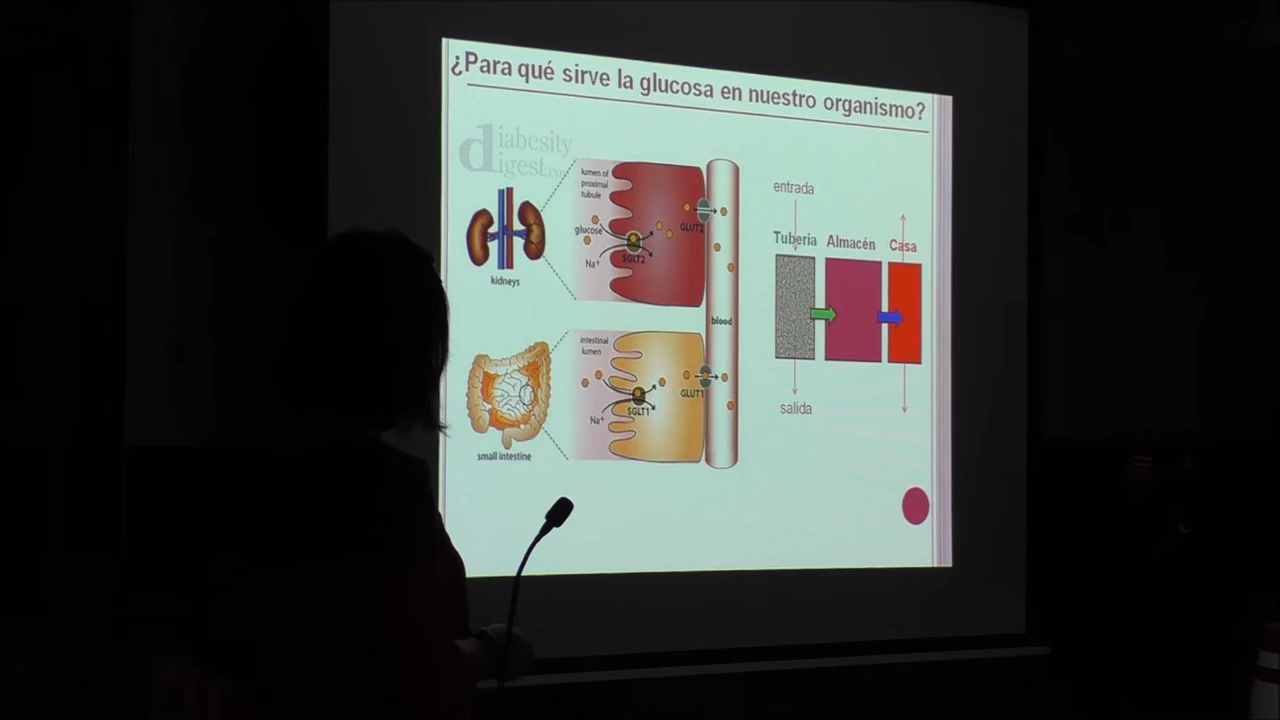 ¿Para qué sirve la glucosa en nuestro organismo?
diabesity
digest.com
lumen of
proximal
tubule
glucose
Na+
SGLT2
GLUT2
kidneys
blood
intestinal
lumen
Na+
SGLT1
GLUT1
small intestine
entrada
Tuberia Almacén Casa
salida